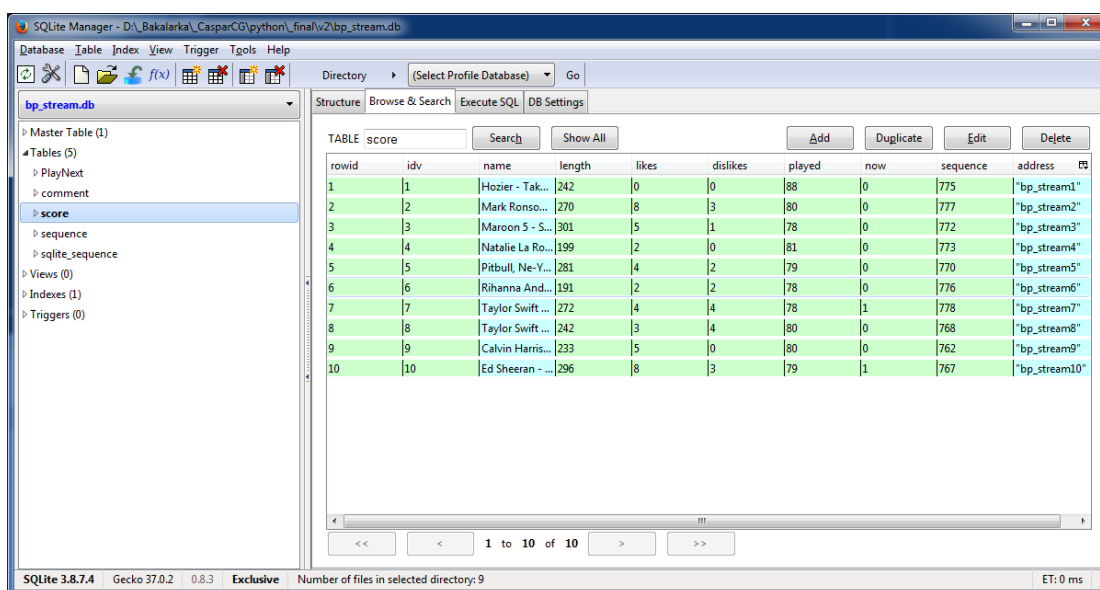 SQLite Manager - D:\_Bakalarka\_CasparCG\python\_final\v2\bp_stream.db
Database Table Index View Trigger Tools Help
f(x) Directory (Select Profile Database) Go
bp_stream.db
Master Table (1)
Tables (5)
PlayNext
comment
score
sequence
sqlite_sequence
Views (0)
Indexes (1)
Triggers (0)
Structure Browse & Search Execute SQL DB Settings
TABLE score Search Show All Add Duplicate Edit Delete
rowid idv name length likes dislikes played now sequence address
1 1 Hozier - Tak... 242 0 0 88 0 775 "bp_stream1"
2 2 Mark Ronso... 270 8 3 80 0 777 "bp_stream2"
3 3 Maroon 5 - S... 301 5 1 78 0 772 "bp_stream3"
4 4 Natalie La Ro... 199 2 0 81 0 773 "bp_stream4"
5 5 Pitbull, Ne-Y... 281 4 2 79 0 770 "bp_stream5"
6 6 Rihanna And... 191 2 2 78 0 776 "bp_stream6"
7 7 Taylor Swift ... 272 4 4 78 1 778 "bp_stream7"
8 8 Taylor Swift ... 242 3 4 80 0 768 "bp_stream8"
9 9 Calvin Harris... 233 5 0 80 0 762 "bp_stream9"
10 10 Ed Sheeran - ... 296 8 3 79 1 767 "bp_stream10"
<< < 1 to 10 of 10 > >>
SQLite 3.8.7.4 Gecko 37.0.2 0.8.3 Exclusive Number of files in selected directory: 9 ET: 0 ms